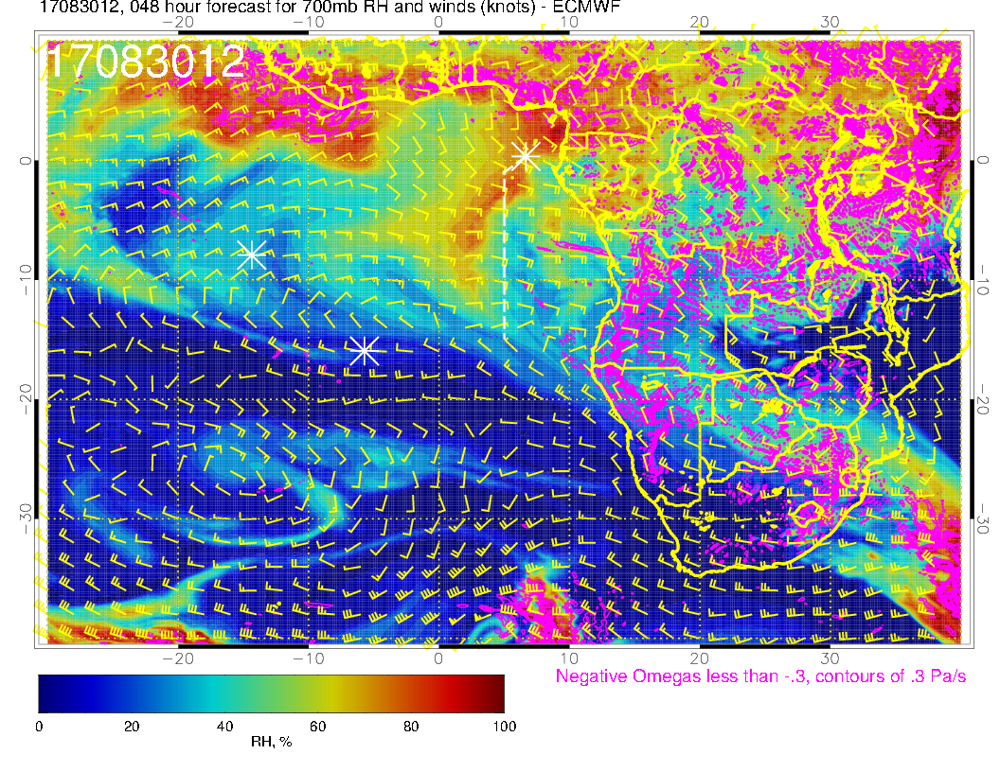 17083012, 048 hour forecast for 700mb RH and winds (knots) - ECMWF
−20 −10 0 10 20 30
17083012
0 0
−10 −10
−20 −20
−30 −30
−20 −10 0 10 20 30
Negative Omegas less than -.3, contours of .3 Pa/s
0 20 40 60 80 100
RH, %